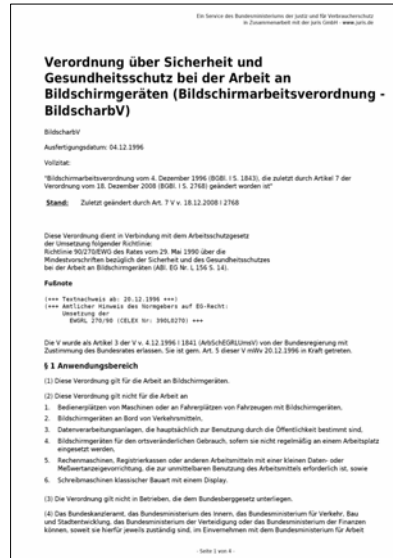 Ein Service des Bundesministeriums der Justiz und für Verbraucherschutz
in Zusammenarbeit mit der juris GmbH - www.juris.de
Verordnung über Sicherheit und
Gesundheitsschutz bei der Arbeit an
Bildschirmgeräten (Bildschirmarbeitsverordnung -
BildscharbV)
BildscharbV
Ausfertigungsdatum: 04.12.1996
Vollzitat:
"Bildschirmarbeitsverordnung vom 4. Dezember 1996 (BGBl. I S. 1843), die zuletzt durch Artikel 7 der
Verordnung vom 18. Dezember 2008 (BGBl. I S. 2768) geändert worden ist"
Stand: Zuletzt geändert durch Art. 7 V v. 18.12.2008 I 2768
Diese Verordnung dient in Verbindung mit dem Arbeitsschutzgesetz
der Umsetzung folgender Richtlinie:
Richtlinie 90/270/EWG des Rates vom 29. Mai 1990 über die
Mindestvorschriften bezüglich der Sicherheit und des Gesundheitsschutzes
bei der Arbeit an Bildschirmgeräten (ABl. EG Nr. L 156 S. 14).
Fußnote
(+++ Textnachweis ab: 20.12.1996 +++)
(+++ Amtlicher Hinweis des Normgebers auf EG-Recht:
Umsetzung der
EWGRL 270/90 (CELEX Nr: 390L0270) +++
Die V wurde als Artikel 3 der V v. 4.12.1996 I 1841 (ArbSchEGRLUmsV) von der Bundesregierung mit
Zustimmung des Bundesrates erlassen. Sie ist gem. Art. 5 dieser V mWv 20.12.1996 in Kraft getreten.
§ 1 Anwendungsbereich
(1) Diese Verordnung gilt für die Arbeit an Bildschirmgeräten.
(2) Diese Verordnung gilt nicht für die Arbeit an
1. Bedienerplätzen von Maschinen oder an Fahrerplätzen von Fahrzeugen mit Bildschirmgeräten,
2. Bildschirmgeräten an Bord von Verkehrsmitteln,
3. Datenverarbeitungsanlagen, die hauptsächlich zur Benutzung durch die Öffentlichkeit bestimmt sind,
4. Bildschirmgeräten für den ortsveränderlichen Gebrauch, sofern sie nicht regelmäßig an einem Arbeitsplatz
eingesetzt werden,
5. Rechenmaschinen, Registrierkassen oder anderen Arbeitsmitteln mit einer kleinen Daten- oder
Meßwertanzeigevorrichtung, die zur unmittelbaren Benutzung des Arbeitsmittels erforderlich ist, sowie
6. Schreibmaschinen klassischer Bauart mit einem Display.
(3) Die Verordnung gilt nicht in Betrieben, die dem Bundesberggesetz unterliegen.
(4) Das Bundeskanzleramt, das Bundesministerium des Innern, das Bundesministerium für Verkehr, Bau
und Stadtentwicklung, das Bundesministerium der Verteidigung oder das Bundesministerium der Finanzen
können, soweit sie hierfür jeweils zuständig sind, im Einvernehmen mit dem Bundesministerium für Arbeit
- Seite 1 von 4 -